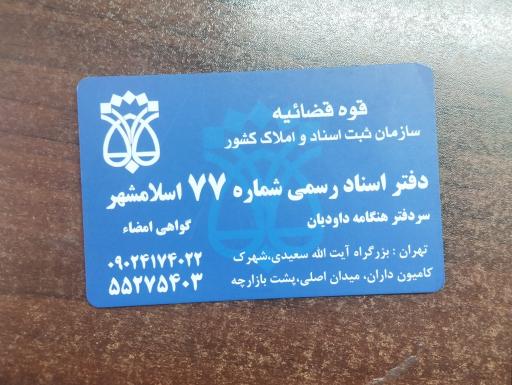 قوه قضائیه
سازمان ثبت اسناد و املاک کشور
دفتر اسناد رسمی شماره ۷۷ اسلامشهر
سردفتر هنگامه داودیان
گواهی امضاء
تهران : بزرگراه آیت الله سعیدی،شهرک
کامیون داران، میدان اصلی،پشت بازارچه
۰۹۰۲۴۱۷۴۰۲۲
۵۵۲۷۵۴۰۳